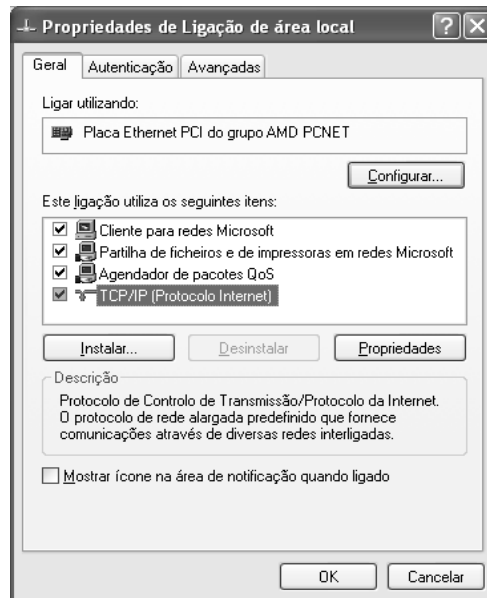 Propriedades de Ligação de área local
Geral Autenticação Avançadas
Ligar utilizando:
Placa Ethernet PCI do grupo AMD PCNET
Configurar...
Este ligação utiliza os seguintes itens:
Cliente para redes Microsoft
Partilha de ficheiros e de impressoras em redes Microsoft
Agendador de pacotes QoS
TCP/IP (Protocolo Internet)
Instalar... Desinstalar Propriedades
Descrição
Protocolo de Controlo de Transmissão/Protocolo da Internet.
O protocolo de rede alargada predefinido que fornece
comunicações através de diversas redes interligadas.
Mostrar ícone na área de notificação quando ligado
OK Cancelar